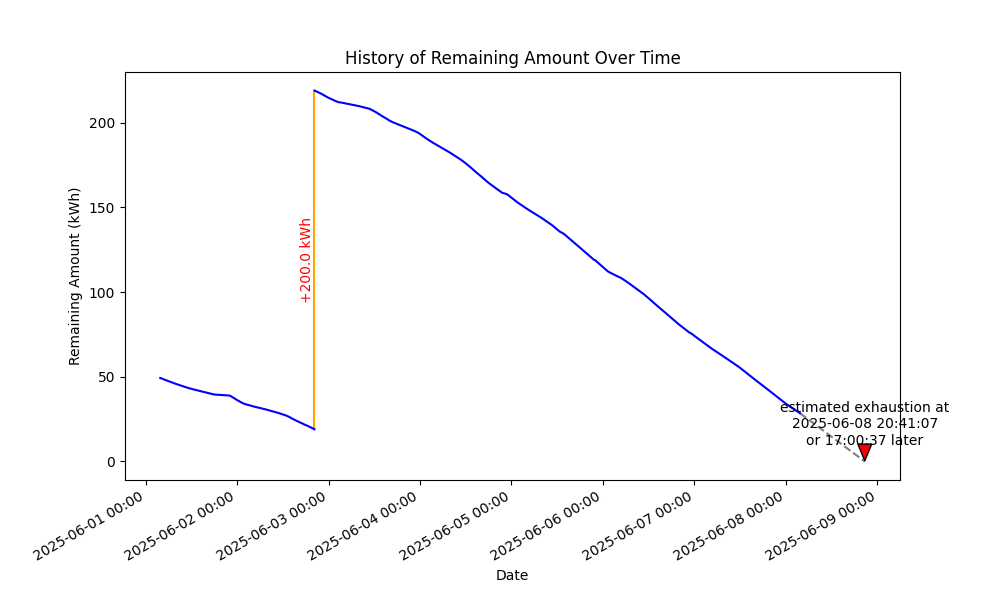 History of Remaining Amount Over Time
Remaining Amount (kWh)
200
150
100
50
0
+200.0 kWh
estimated exhaustion at
2025-06-08 20:41:07
or 17:00:37 later
2025-06-01 00:00
2025-06-02 00:00
2025-06-03 00:00
2025-06-04 00:00
2025-06-05 00:00
2025-06-06 00:00
2025-06-07 00:00
2025-06-08 00:00
2025-06-09 00:00
Date